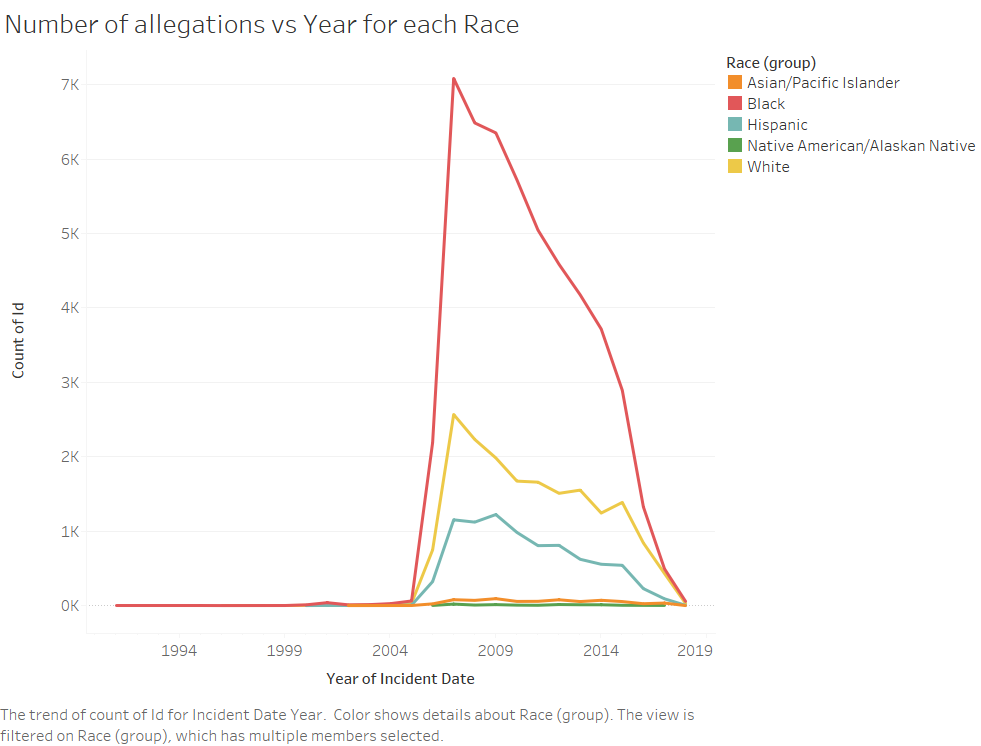 Number of allegations vs Year for each Race
Race (group)
Asian/Pacific Islander
Black
Hispanic
Native American/Alaskan Native
White
7K
6K
5K
4K
3K
2K
1K
0K
Count of Id
1994
1999
2004
2009
2014
2019
Year of Incident Date
The trend of count of Id for Incident Date Year.  Color shows details about Race (group). The view is
filtered on Race (group), which has multiple members selected.